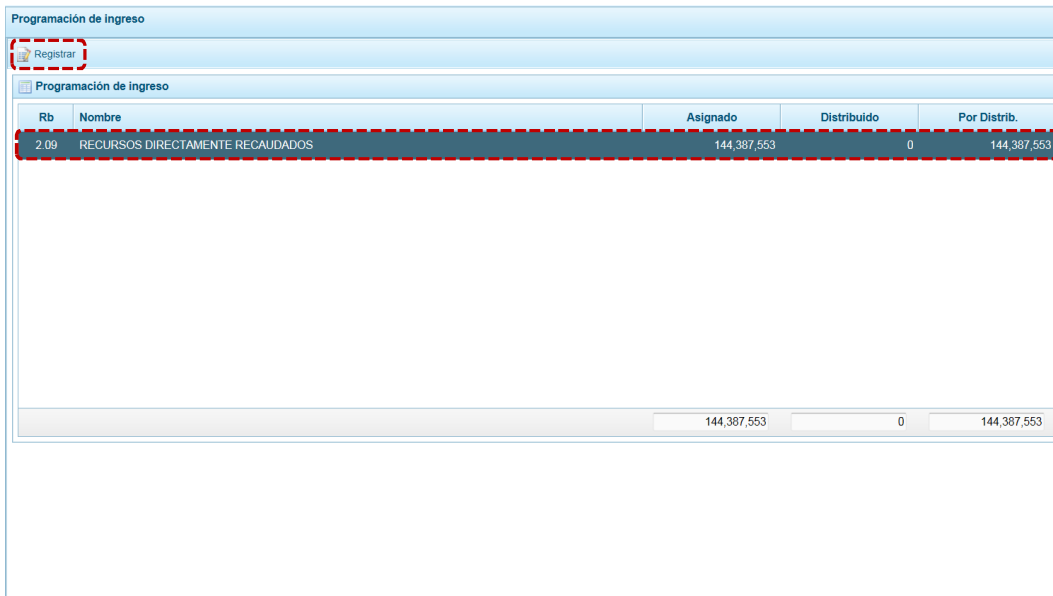 Programación de ingreso
Registrar
Programación de ingreso
Rb Nombre Asignado Distribuido Por Distrib.
2.09 RECURSOS DIRECTAMENTE RECAUDADOS 144,387,553 0 144,387,553
144,387,553 0 144,387,553